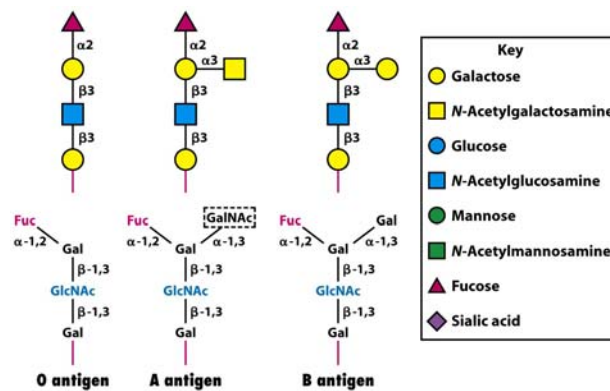 α2
β3
β3
α2
α3
β3
β3
α2
α3
β3
β3
Key
Galactose
N-Acetylgalactosamine
Glucose
N-Acetylglucosamine
Mannose
N-Acetylmannosamine
Fucose
Sialic acid
Fuc
α-1,2
Gal
β-1,3
GlcNAc
β-1,3
Gal
O antigen
Fuc
GalNAc
α-1,2
α-1,3
Gal
β-1,3
GlcNAc
β-1,3
Gal
A antigen
Fuc
Gal
α-1,2
α-1,3
Gal
β-1,3
GlcNAc
β-1,3
Gal
B antigen